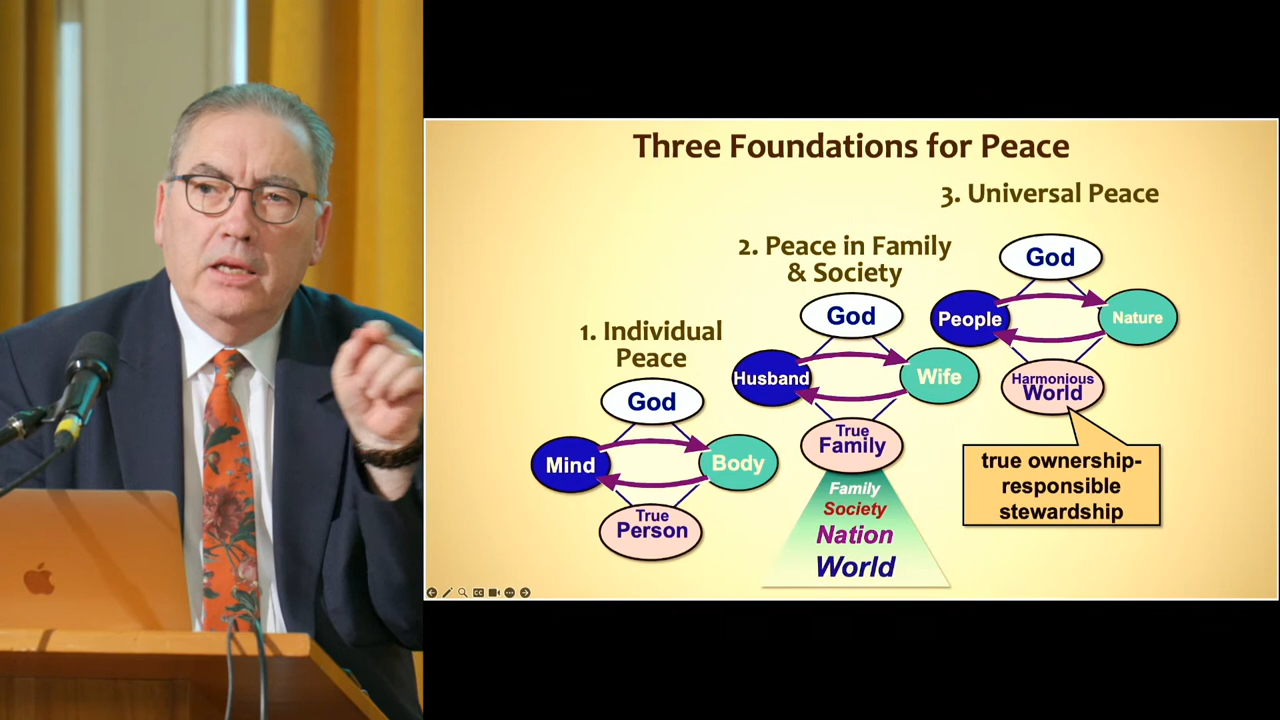 Three Foundations for Peace
3. Universal Peace
God
People
Nature
Harmonious
World
true ownership-
responsible
stewardship
2. Peace in Family
& Society
God
Husband
Wife
True
Family
Family
Society
Nation
World
1. Individual
Peace
God
Mind
Body
True
Person